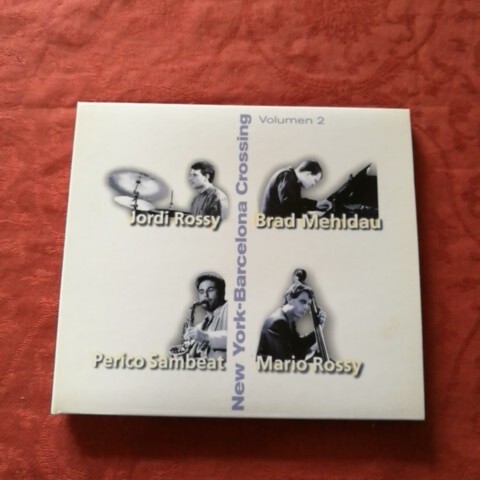 New York-Barcelona Crossing
Volumen 2
Jordi Rossy
Brad Mehldau
Perico Sambeat
Mario Rossy